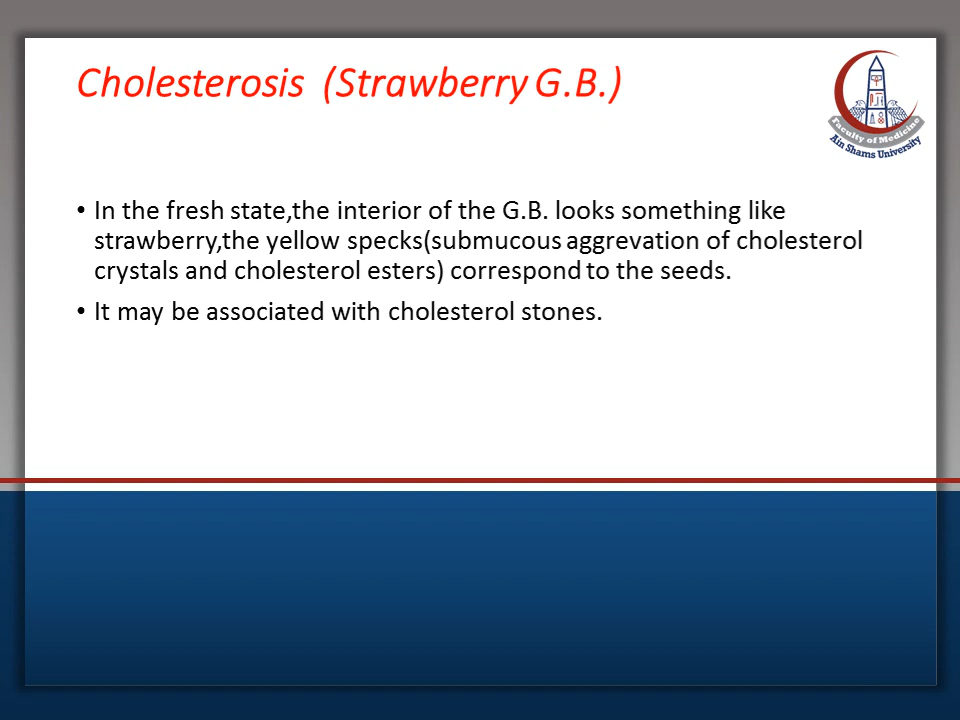 Cholesterosis (Strawberry G.B.)
Faculty of Medicine
Ain Shams University
• In the fresh state,the interior of the G.B. looks something like
strawberry,the yellow specks(submucous aggrevation of cholesterol
crystals and cholesterol esters) correspond to the seeds.
• It may be associated with cholesterol stones.